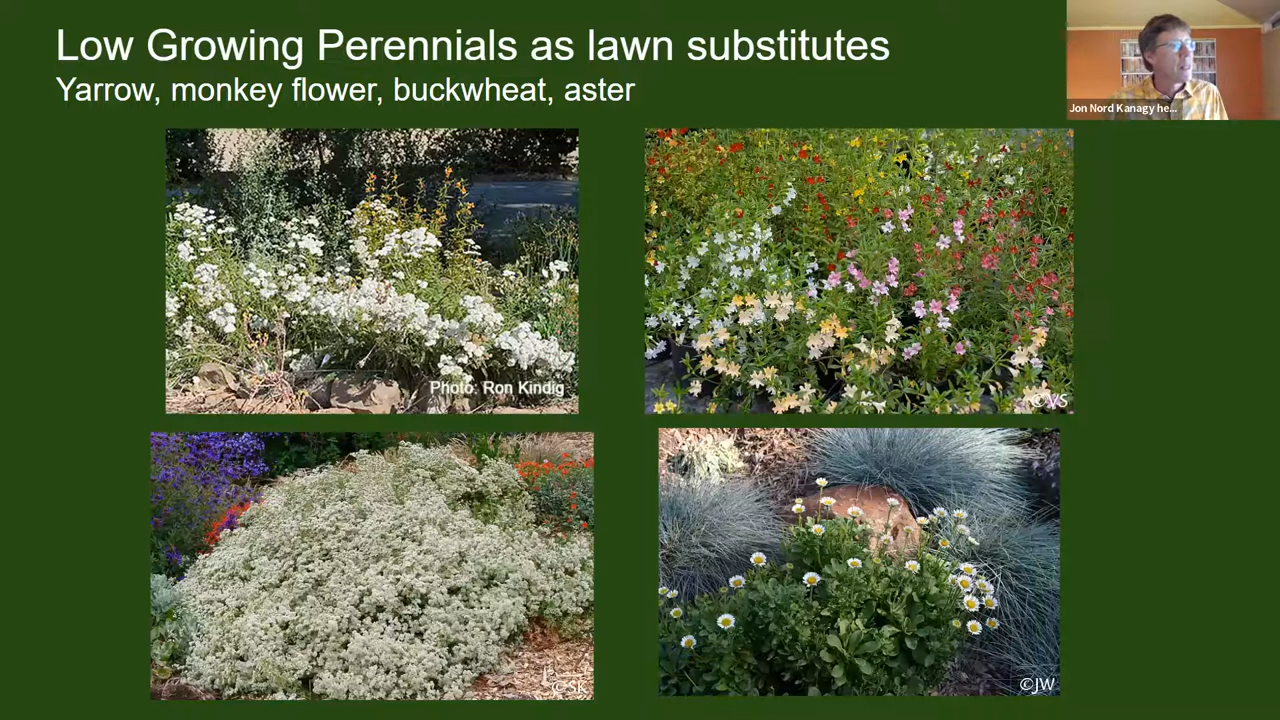 Low Growing Perennials as lawn substitutes
Yarrow, monkey flower, buckwheat, aster
Jon Nord Kanagy he...
Photo: Ron Kindig
©VS
©SK
©JW